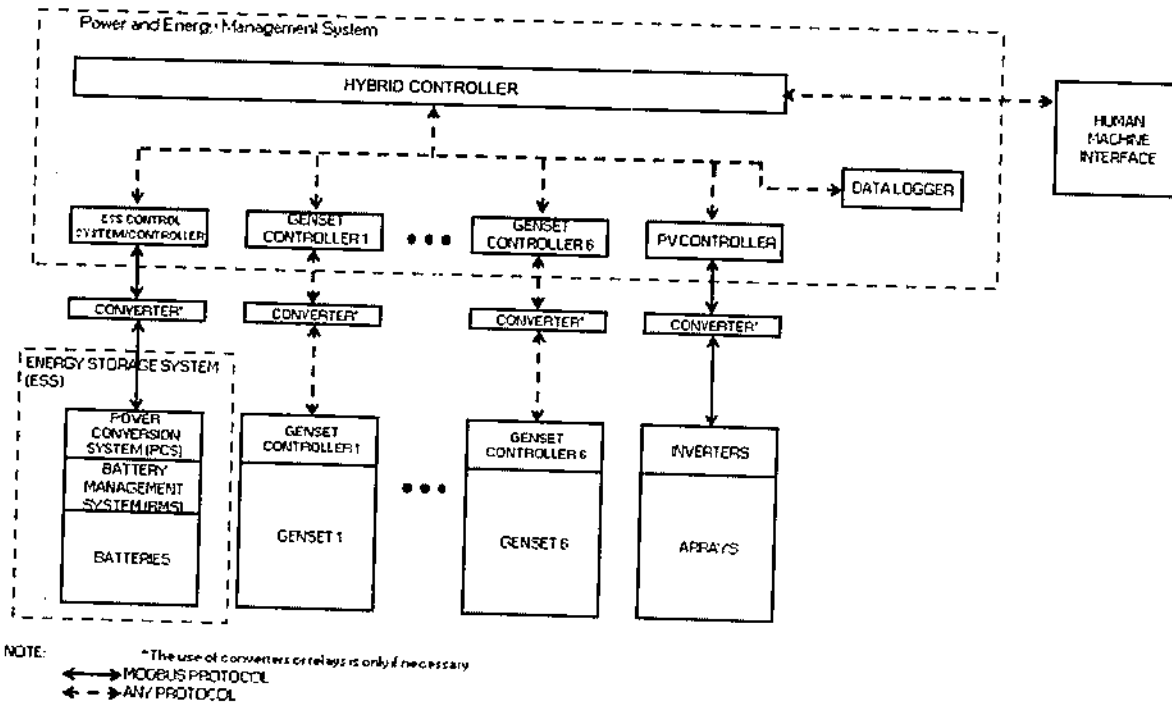 Power and Energy Management System
HYBRID CONTROLLER
HUMAN
MACHINE
INTERFACE
DATA LOGGER
ESS CONTROL
SYSTEM/CONTROLLER
GENSET
CONTROLLER 1
GENSET
CONTROLLER 6
PV CONTROLLER
CONVERTER*
CONVERTER*
CONVERTER*
CONVERTER*
ENERGY STORAGE SYSTEM
(ESS)
POWER
CONVERSION
SYSTEM (PCS)
BATTERY
MANAGEMENT
SYSTEM (BMS)
BATTERIES
GENSET
CONTROLLER 1
GENSET 1
GENSET
CONTROLLER 6
GENSET 6
INVERTERS
ARRAYS
NOTE:
*The use of converters or relays is only if necessary
MODBUS PROTOCOL
ANY PROTOCOL